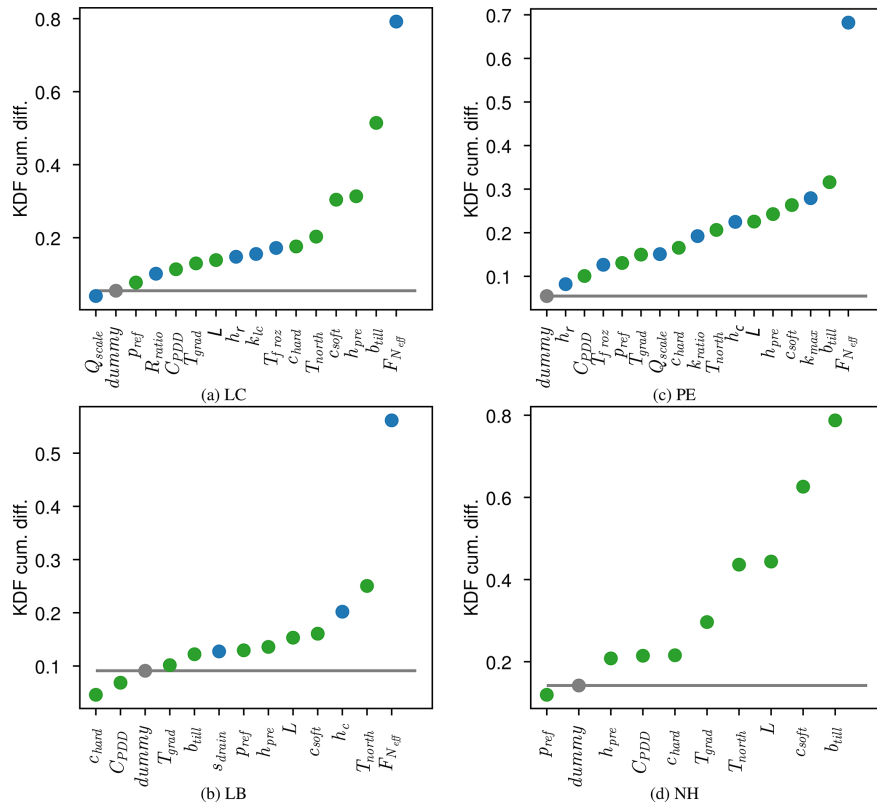 KDF cum. diff.
0.8
0.6
0.4
0.2
Q_scale
dummy
p_ref
R_ratio
C_PDD
T_grad
L
h_r
k_lc
T_froz
c_hard
T_north
c_soft
h_pre
b_till
F_N_eff
(a) LC
KDF cum. diff.
0.7
0.6
0.5
0.4
0.3
0.2
0.1
dummy
h_r
C_PDD
T_froz
p_ref
T_grad
Q_scale
c_hard
k_ratio
T_north
h_c
L
h_pre
c_soft
k_max
b_till
F_N_eff
(c) PE
KDF cum. diff.
0.5
0.4
0.3
0.2
0.1
c_hard
C_PDD
dummy
T_grad
b_till
s_drain
p_ref
h_pre
L
c_soft
h_c
T_north
F_N_eff
(b) LB
KDF cum. diff.
0.8
0.6
0.4
0.2
p_ref
dummy
h_pre
C_PDD
c_hard
T_grad
T_north
L
c_soft
b_till
(d) NH